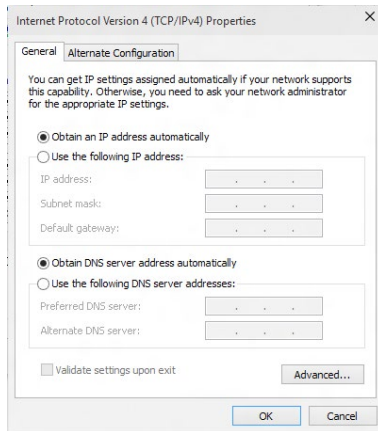 Internet Protocol Version 4 (TCP/IPv4) Properties
General
Alternate Configuration
You can get IP settings assigned automatically if your network supports
this capability. Otherwise, you need to ask your network administrator
for the appropriate IP settings.
Obtain an IP address automatically
Use the following IP address:
IP address:
Subnet mask:
Default gateway:
Obtain DNS server address automatically
Use the following DNS server addresses:
Preferred DNS server:
Alternate DNS server:
Validate settings upon exit
Advanced...
OK
Cancel